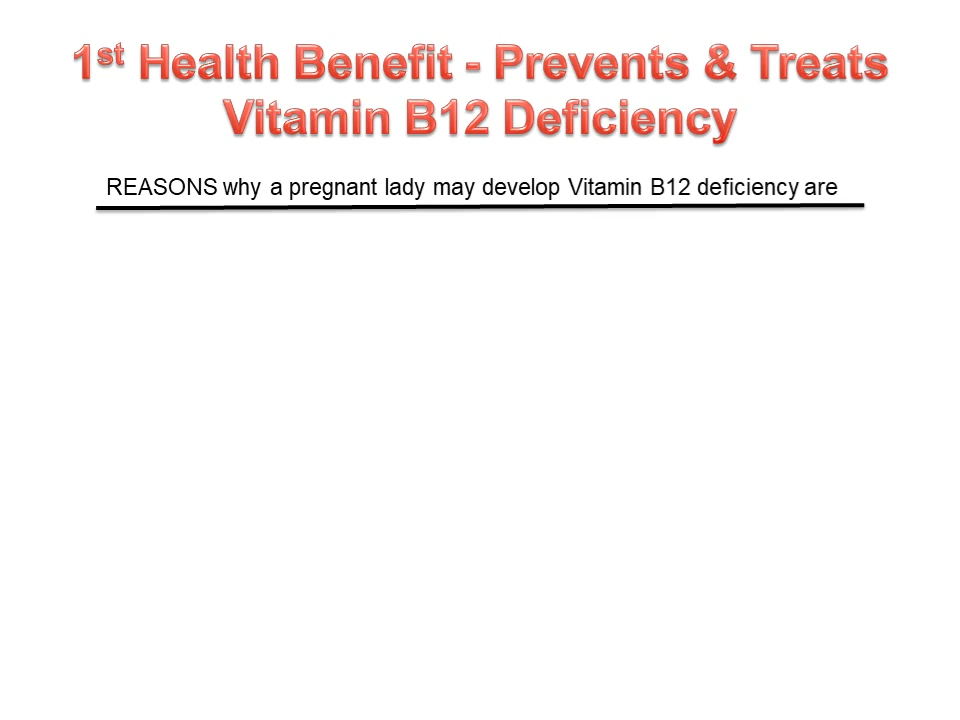 1st Health Benefit - Prevents & Treats
Vitamin B12 Deficiency
REASONS why a pregnant lady may develop Vitamin B12 deficiency are